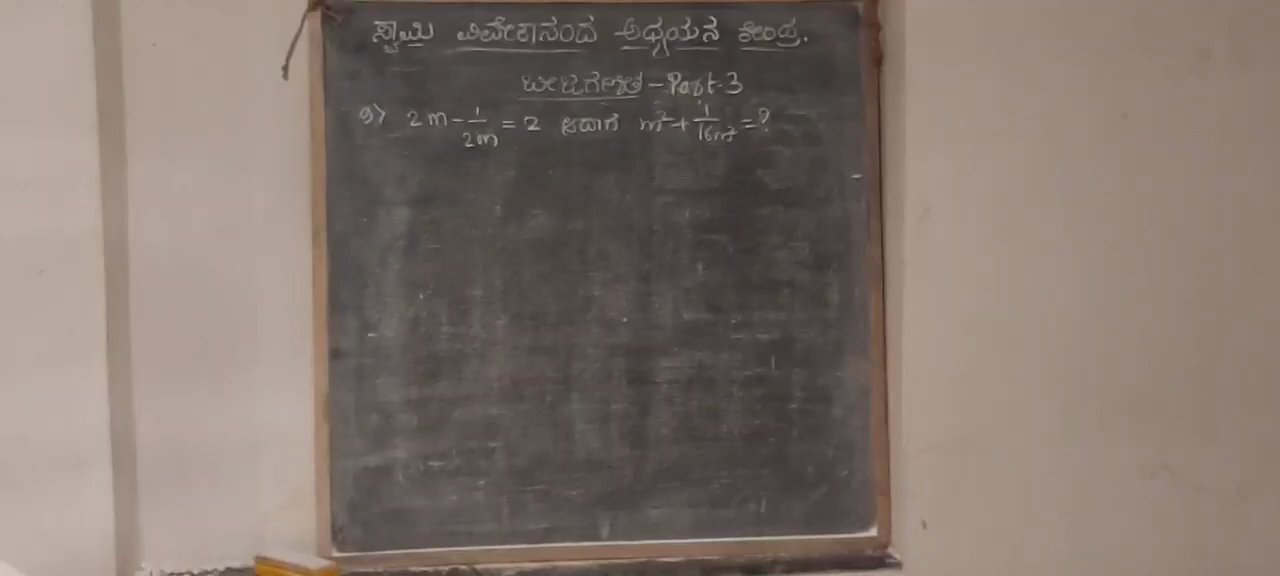 ಸ್ವಾಮಿ ವಿವೇಕಾನಂದ ಅಧ್ಯಯನ ಕೇಂದ್ರ.
ಬೀಜಗಣಿತ - Part-3
9) 2m - 1/2m = 2 ಆದಾಗ m² + 1/16m² = ?